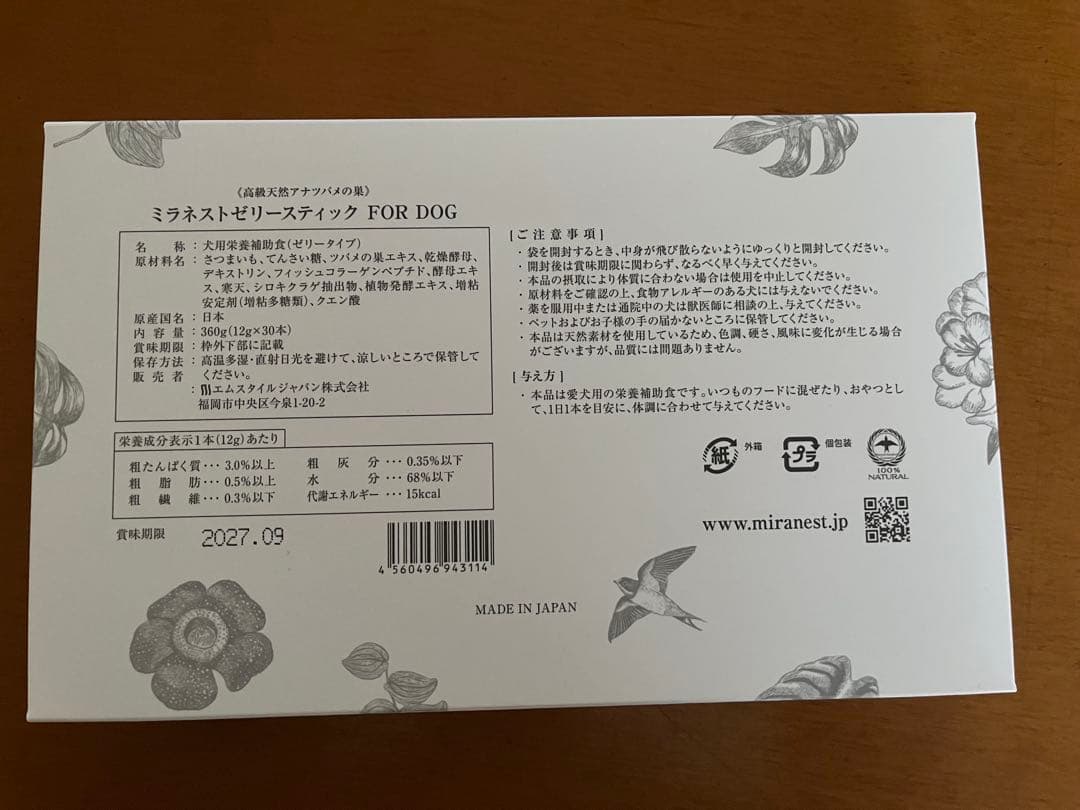 《高級天然アナツバメの巣》
ミラネストゼリースティック FOR DOG
名称：犬用栄養補助食（ゼリータイプ）
原材料名：さつまいも、てんさい糖、ツバメの巣エキス、乾燥酵母、
デキストリン、フィッシュコラーゲンペプチド、酵母エキ
ス、寒天、シロキクラゲ抽出物、植物発酵エキス、増粘
安定剤（増粘多糖類）、クエン酸
原産国名：日本
内容量：360g(12g×30本)
賞味期限：枠外下部に記載
保存方法：高温多湿・直射日光を避けて、涼しいところで保管して
ください。
販売者：エムスタイルジャパン株式会社
福岡市中央区今泉1-20-2
栄養成分表示1本(12g)あたり
粗たんぱく質・・・3.0%以上
粗脂肪・・・0.5%以上
粗繊維・・・0.3%以下
粗灰分・・・0.35%以下
水分・・・68%以下
代謝エネルギー・・・15kcal
賞味期限 2027.09
4 560496 943114
[ご注意事項]
・袋を開封するとき、中身が飛び散らないようにゆっくりと開封してください。
・開封後は賞味期限に関わらず、なるべく早く与えてください。
・本品の摂取により体質に合わない場合は使用を中止してください。
・原材料をご確認の上、食物アレルギーのある犬には与えないでください。
・薬を服用中または通院中の犬は獣医師に相談の上、与えてください。
・ペットおよびお子様の手の届かないところに保管してください。
・本品は天然素材を使用しているため、色調、硬さ、風味に変化が生じる場合
がございますが、品質には問題ありません。
[与え方]
・本品は愛犬用の栄養補助食です。いつものフードに混ぜたり、おやつとし
て、1日1本を目安に、体調に合わせて与えてください。
紙 外箱
プラ 個包装
100%
NATURAL
www.miranest.jp
MADE IN JAPAN